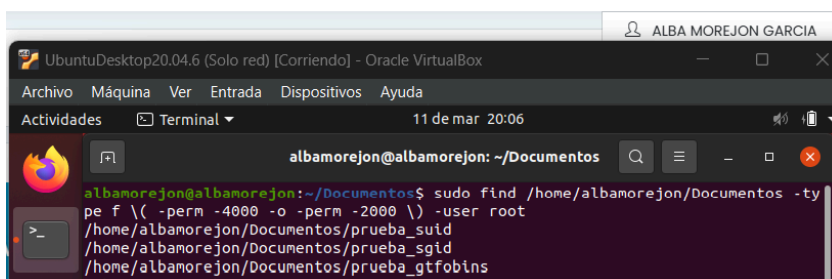 ALBA MOREJON GARCIA
UbuntuDesktop20.04.6 (Solo red) [Corriendo] - Oracle VirtualBox
Archivo Máquina Ver Entrada Dispositivos Ayuda
Actividades Terminal 11 de mar 20:06
albamorejon@albamorejon: ~/Documentos
albamorejon@albamorejon:~/Documentos$ sudo find /home/albamorejon/Documentos -ty
pe f \( -perm -4000 -o -perm -2000 \) -user root
/home/albamorejon/Documentos/prueba_suid
/home/albamorejon/Documentos/prueba_sgid
/home/albamorejon/Documentos/prueba_gtfobins